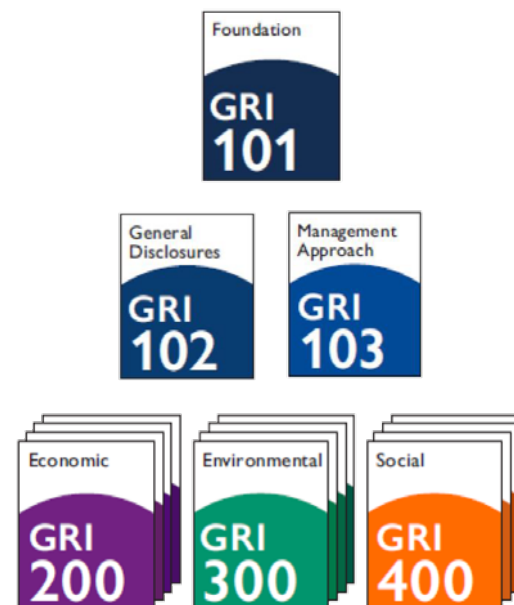 Foundation
GRI
101
General
Disclosures
GRI
102
Management
Approach
GRI
103
Economic
GRI
200
Environmental
GRI
300
Social
GRI
400